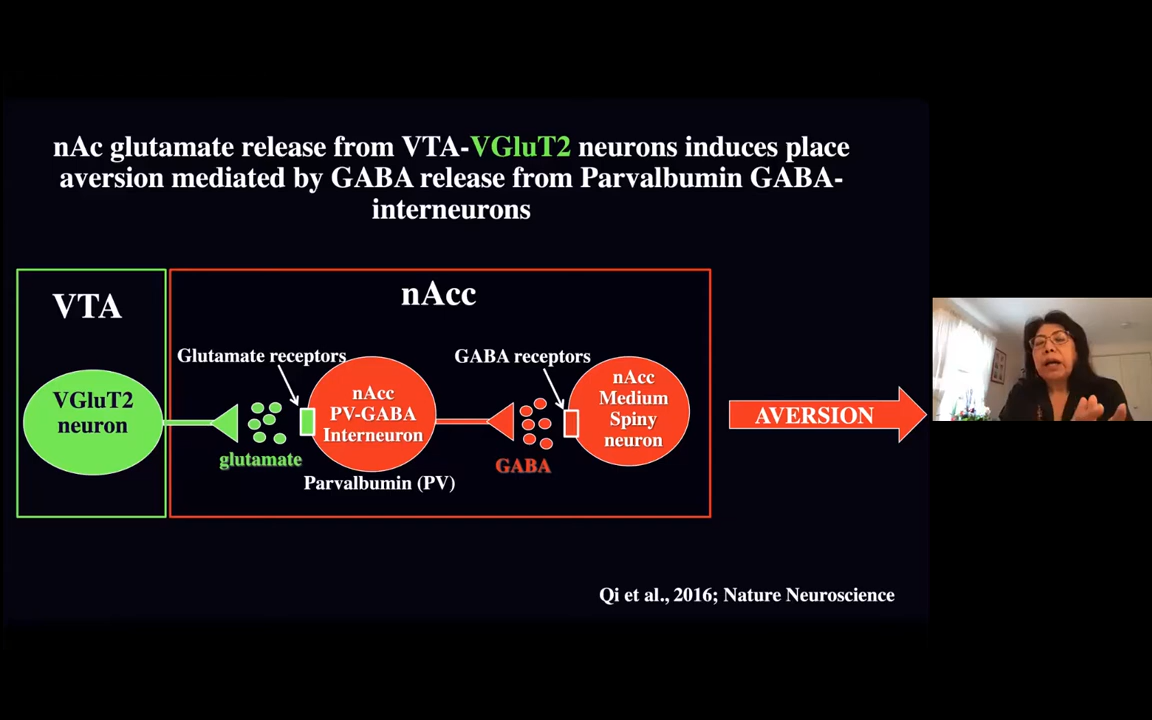 nAc glutamate release from VTA-VGluT2 neurons induces place
aversion mediated by GABA release from Parvalbumin GABA-
interneurons
VTA
nAcc
Glutamate receptors
GABA receptors
VGluT2
neuron
glutamate
nAcc
PV-GABA
Interneuron
Parvalbumin (PV)
GABA
nAcc
Medium
Spiny
neuron
AVERSION
Qi et al., 2016; Nature Neuroscience